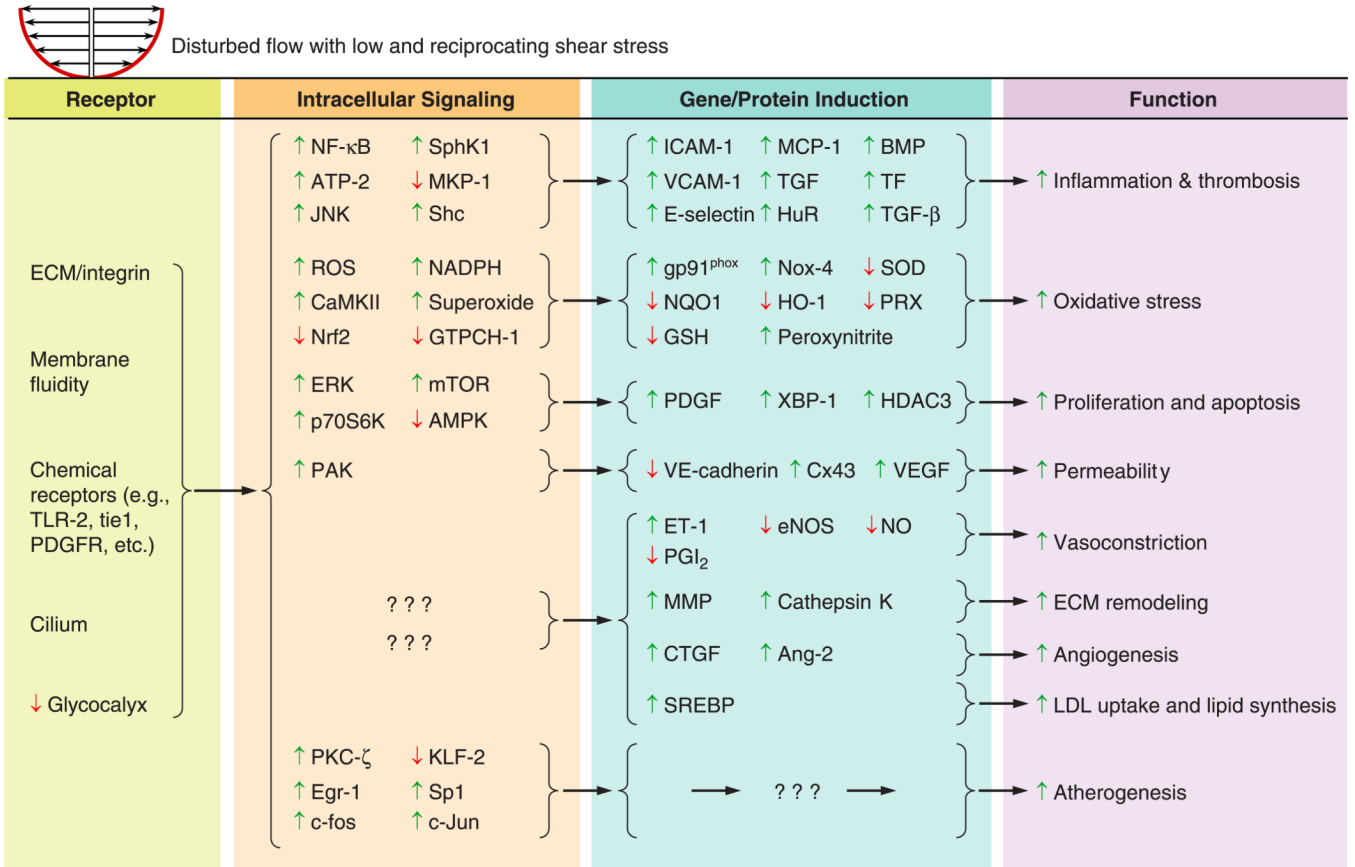 Disturbed flow with low and reciprocating shear stress
Receptor Intracellular Signaling Gene/Protein Induction Function
ECM/integrin
Membrane
fluidity
Chemical
receptors (e.g.,
TLR-2, tie1,
PDGFR, etc.)
Cilium
↓ Glycocalyx
↑ NF-κB ↑ SphK1
↑ ATP-2 ↓ MKP-1
↑ JNK ↑ Shc
↑ ROS ↑ NADPH
↑ CaMKII ↑ Superoxide
↓ Nrf2 ↓ GTPCH-1
↑ ERK ↑ mTOR
↑ p70S6K ↓ AMPK
↑ PAK
? ? ?
? ? ?
↑ PKC-ζ ↓ KLF-2
↑ Egr-1 ↑ Sp1
↑ c-fos ↑ c-Jun
↑ ICAM-1 ↑ MCP-1 ↑ BMP
↑ VCAM-1 ↑ TGF ↑ TF
↑ E-selectin ↑ HuR ↑ TGF-β
↑ gp91phox ↑ Nox-4 ↓ SOD
↓ NQO1 ↓ HO-1 ↓ PRX
↓ GSH ↑ Peroxynitrite
↑ PDGF ↑ XBP-1 ↑ HDAC3
↓ VE-cadherin ↑ Cx43 ↑ VEGF
↑ ET-1 ↓ eNOS ↓ NO
↓ PGI2
↑ MMP ↑ Cathepsin K
↑ CTGF ↑ Ang-2
↑ SREBP
→ ? ? ? →
↑ Inflammation & thrombosis
↑ Oxidative stress
↑ Proliferation and apoptosis
↑ Permeability
↑ Vasoconstriction
↑ ECM remodeling
↑ Angiogenesis
↑ LDL uptake and lipid synthesis
↑ Atherogenesis